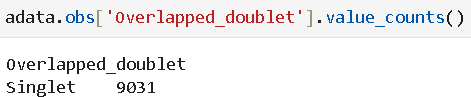 adata.obs['Overlapped_doublet'].value_counts()
Overlapped_doublet
Singlet    9031